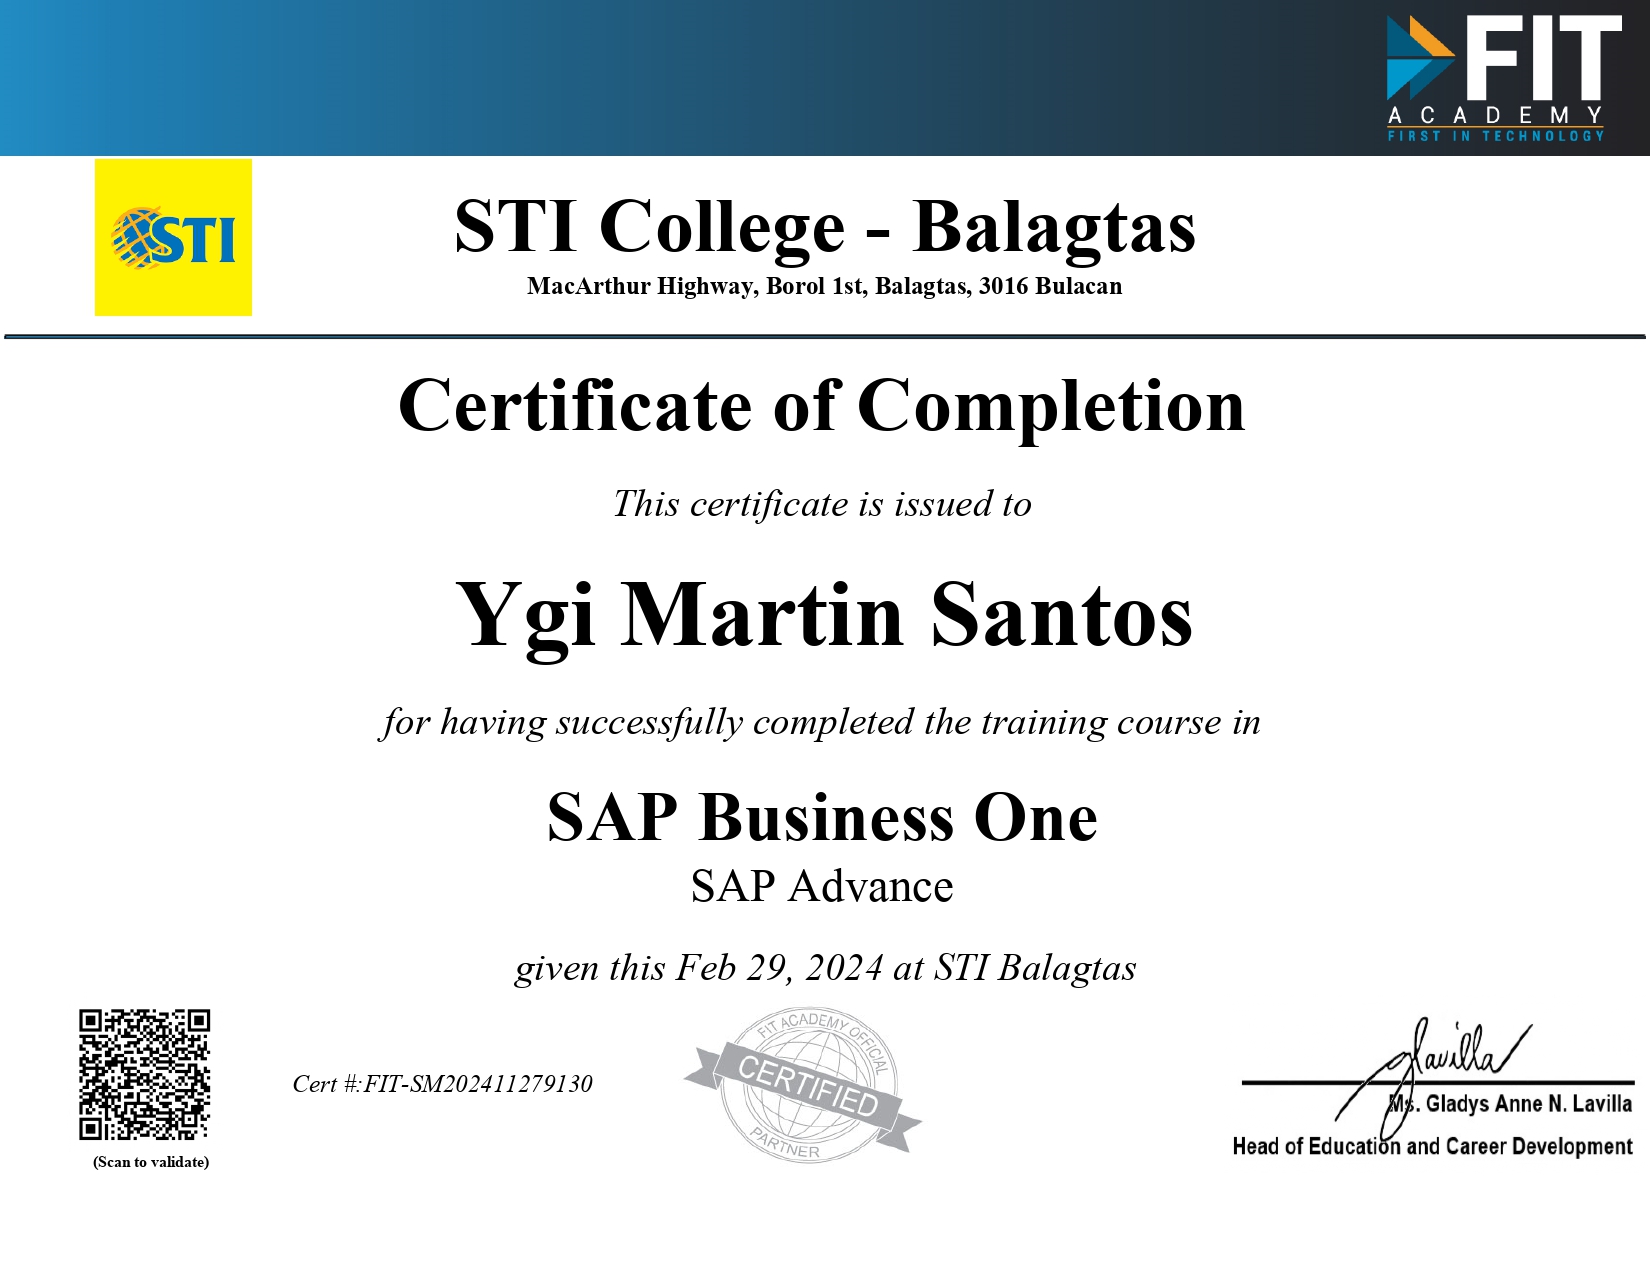 FIT
ACADEMY
FIRST IN TECHNOLOGY
STI
STI College - Balagtas
MacArthur Highway, Borol 1st, Balagtas, 3016 Bulacan
Certificate of Completion
This certificate is issued to
Ygi Martin Santos
for having successfully completed the training course in
SAP Business One
SAP Advance
given this Feb 29, 2024 at STI Balagtas
FIT ACADEMY OFFICIAL
CERTIFIED
PARTNER
Cert #:FIT-SM202411279130
(Scan to validate)
glavilla
Ms. Gladys Anne N. Lavilla
Head of Education and Career Development